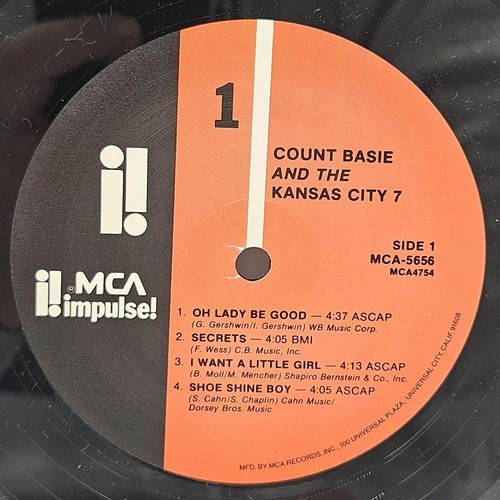 1
COUNT BASIE
AND THE
KANSAS CITY 7
SIDE 1
MCA-5656
MCA4754
i!
i! ®MCA
impulse!
1. OH LADY BE GOOD — 4:37 ASCAP
(G. Gershwin/I. Gershwin) WB Music Corp.
2. SECRETS — 4:05 BMI
(F. Wess) C.B. Music, Inc.
3. I WANT A LITTLE GIRL — 4:13 ASCAP
(B. Moll/M. Mencher) Shapiro Bernstein & Co., Inc.
4. SHOE SHINE BOY — 4:05 ASCAP
(S. Cahn/S. Chaplin) Cahn Music/
Dorsey Bros. Music
MFD. BY MCA RECORDS, INC., 100 UNIVERSAL PLAZA, UNIVERSAL CITY, CALIF. 91608